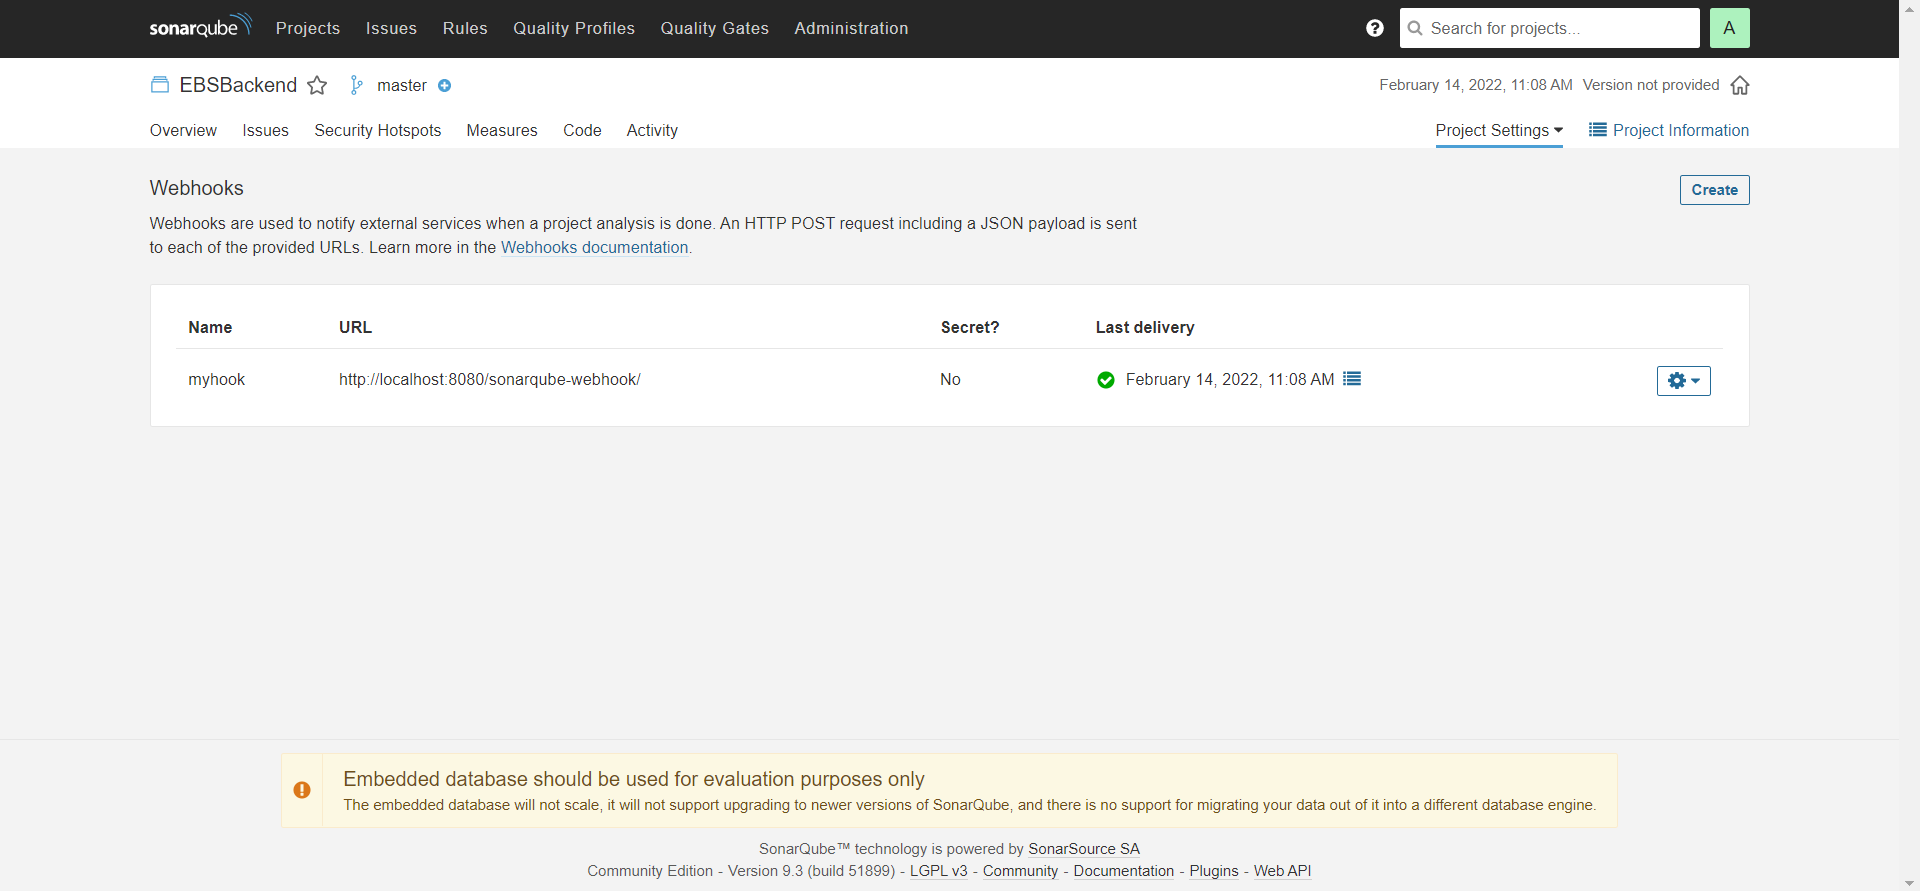 sonarqube Projects Issues Rules Quality Profiles Quality Gates Administration ? Search for projects... A
EBSBackend master February 14, 2022, 11:08 AM Version not provided
Overview Issues Security Hotspots Measures Code Activity Project Settings Project Information
Webhooks Create
Webhooks are used to notify external services when a project analysis is done. An HTTP POST request including a JSON payload is sent
to each of the provided URLs. Learn more in the Webhooks documentation.
Name URL Secret? Last delivery
myhook http://localhost:8080/sonarqube-webhook/ No February 14, 2022, 11:08 AM
Embedded database should be used for evaluation purposes only
The embedded database will not scale, it will not support upgrading to newer versions of SonarQube, and there is no support for migrating your data out of it into a different database engine.
SonarQube™ technology is powered by SonarSource SA
Community Edition - Version 9.3 (build 51899) - LGPL v3 - Community - Documentation - Plugins - Web API